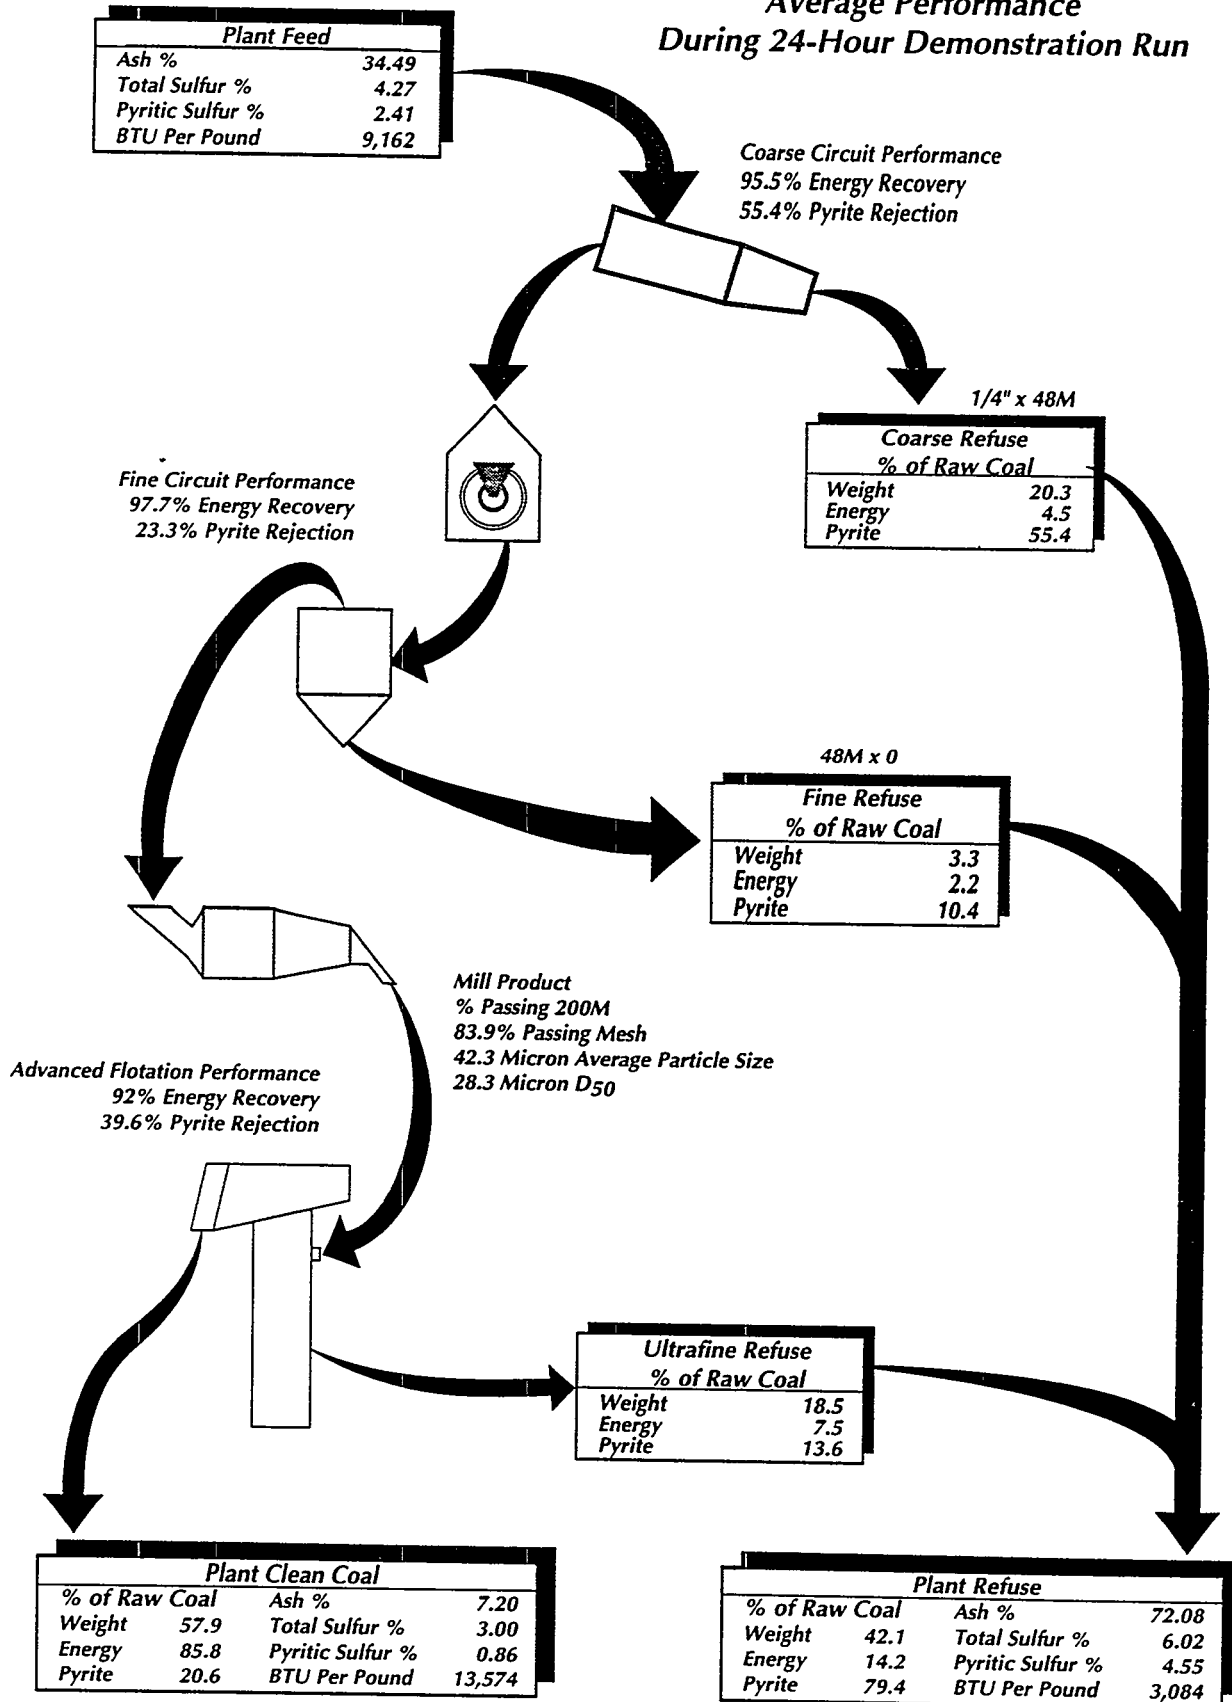 Average Performance
During 24-Hour Demonstration Run
Plant Feed
Ash % 34.49
Total Sulfur % 4.27
Pyritic Sulfur % 2.41
BTU Per Pound 9,162
Coarse Circuit Performance
95.5% Energy Recovery
55.4% Pyrite Rejection
1/4" x 48M
Coarse Refuse
% of Raw Coal
Weight 20.3
Energy 4.5
Pyrite 55.4
Fine Circuit Performance
97.7% Energy Recovery
23.3% Pyrite Rejection
48M x 0
Fine Refuse
% of Raw Coal
Weight 3.3
Energy 2.2
Pyrite 10.4
Mill Product
% Passing 200M
83.9% Passing Mesh
42.3 Micron Average Particle Size
28.3 Micron D50
Advanced Flotation Performance
92% Energy Recovery
39.6% Pyrite Rejection
Ultrafine Refuse
% of Raw Coal
Weight 18.5
Energy 7.5
Pyrite 13.6
Plant Clean Coal
% of Raw Coal Ash % 7.20
Weight 57.9 Total Sulfur % 3.00
Energy 85.8 Pyritic Sulfur % 0.86
Pyrite 20.6 BTU Per Pound 13,574
Plant Refuse
% of Raw Coal Ash % 72.08
Weight 42.1 Total Sulfur % 6.02
Energy 14.2 Pyritic Sulfur % 4.55
Pyrite 79.4 BTU Per Pound 3,084